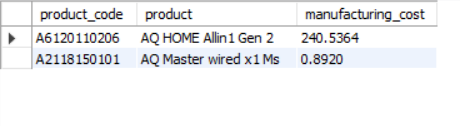 product_code product manufacturing_cost
A6120110206 AQ HOME Allin1 Gen 2 240.5364
A2118150101 AQ Master wired x1 Ms 0.8920